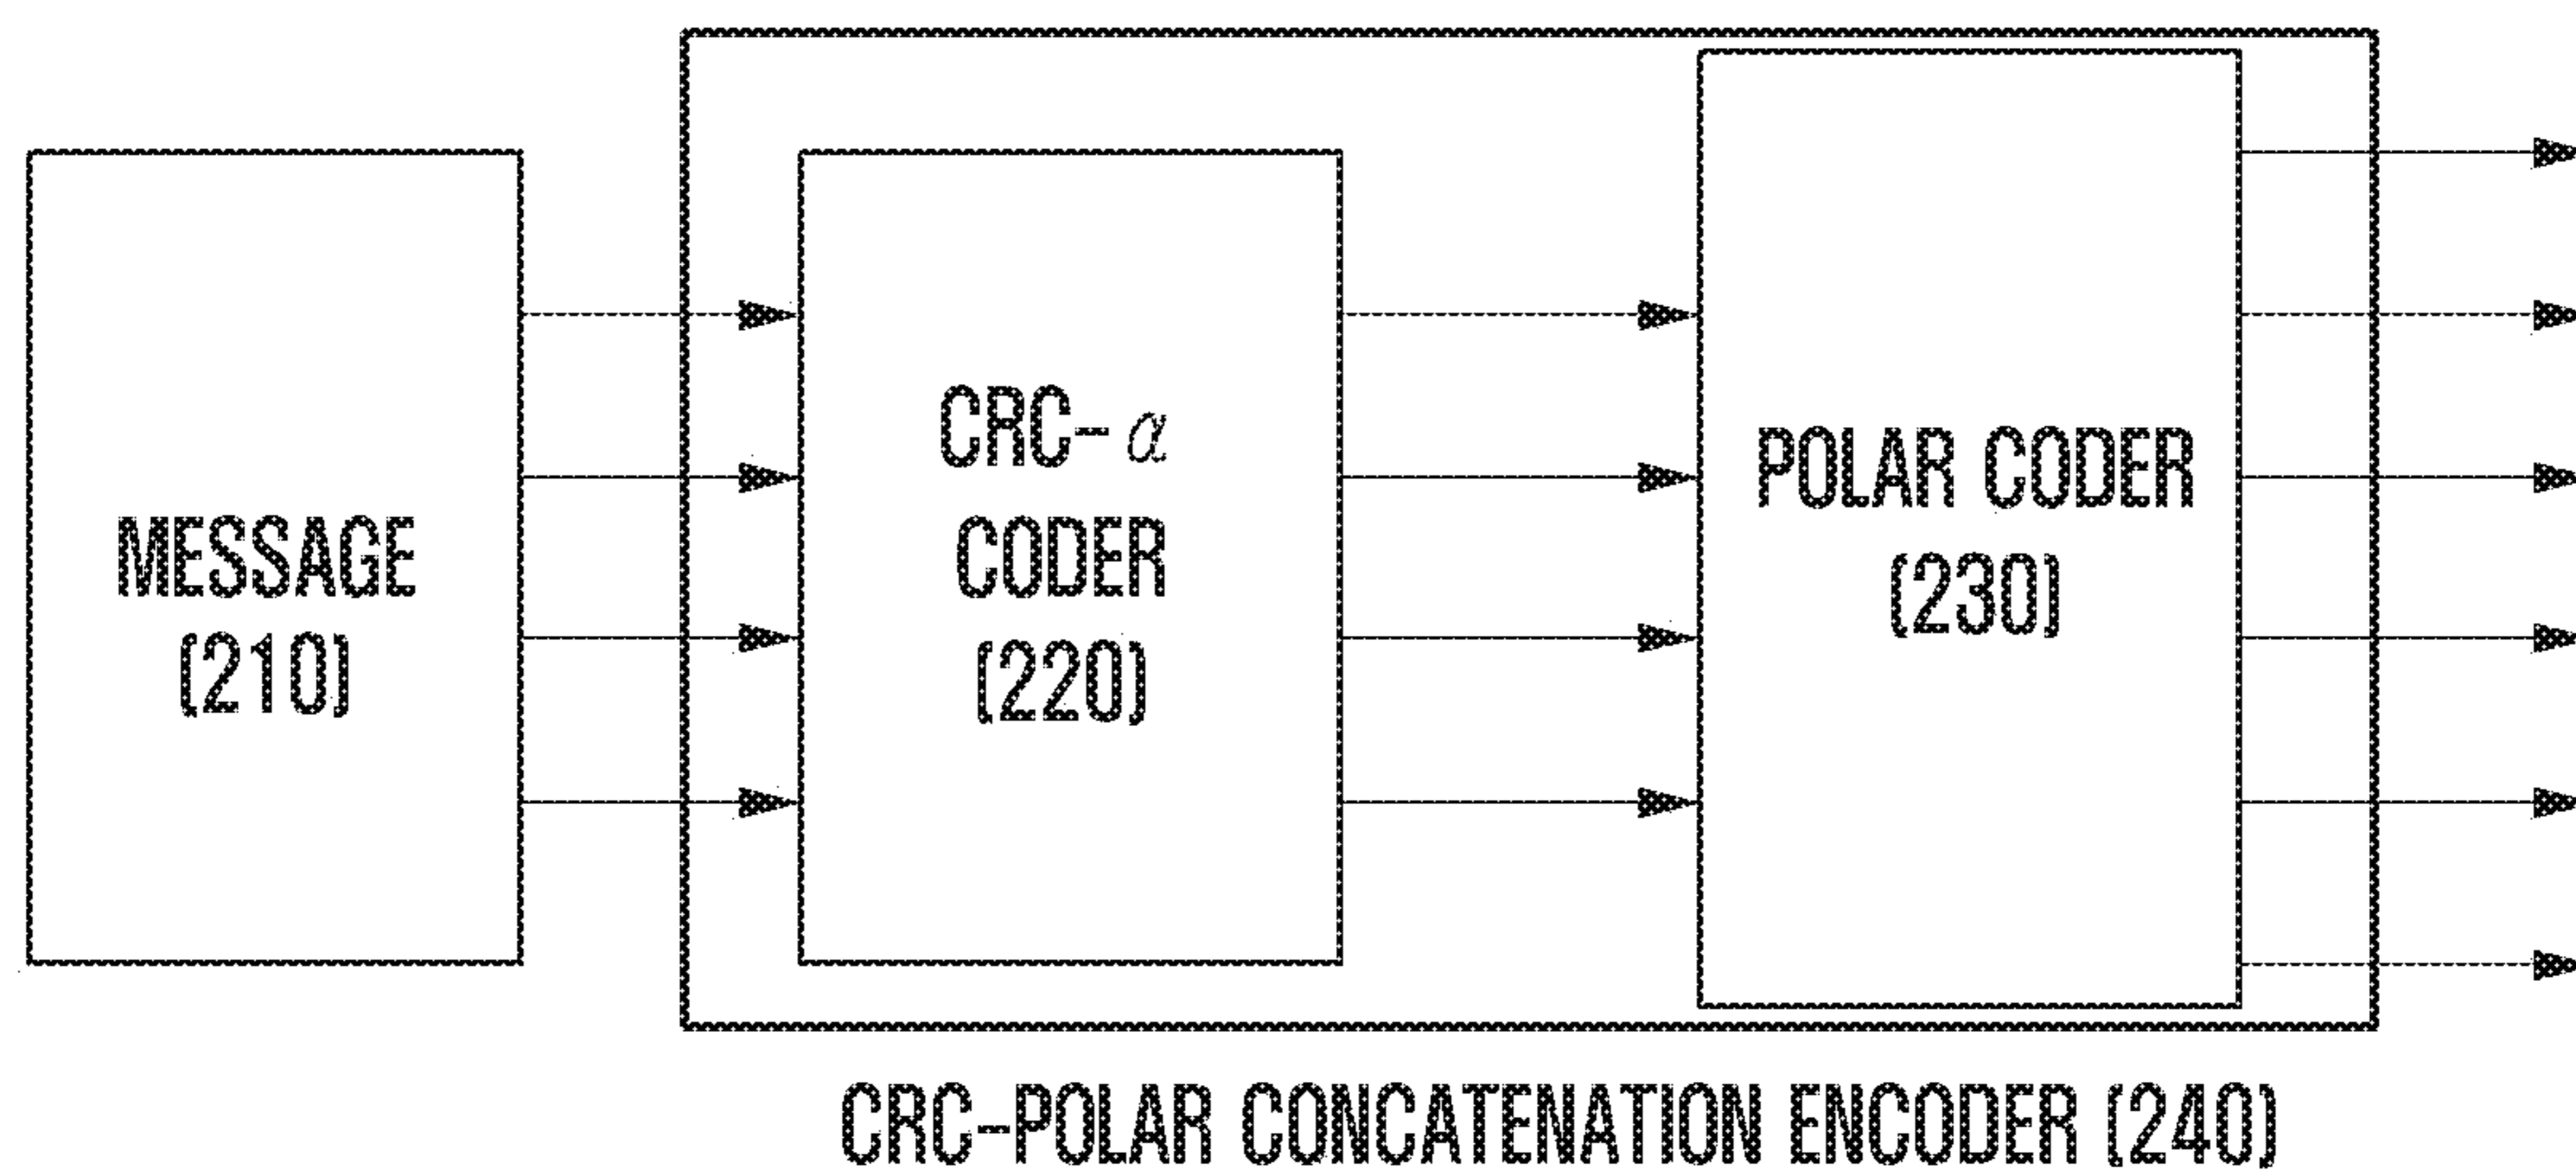 MESSAGE
(210)
CRC-α
CODER
(220)
POLAR CODER
(230)
CRC-POLAR CONCATENATION ENCODER (240)